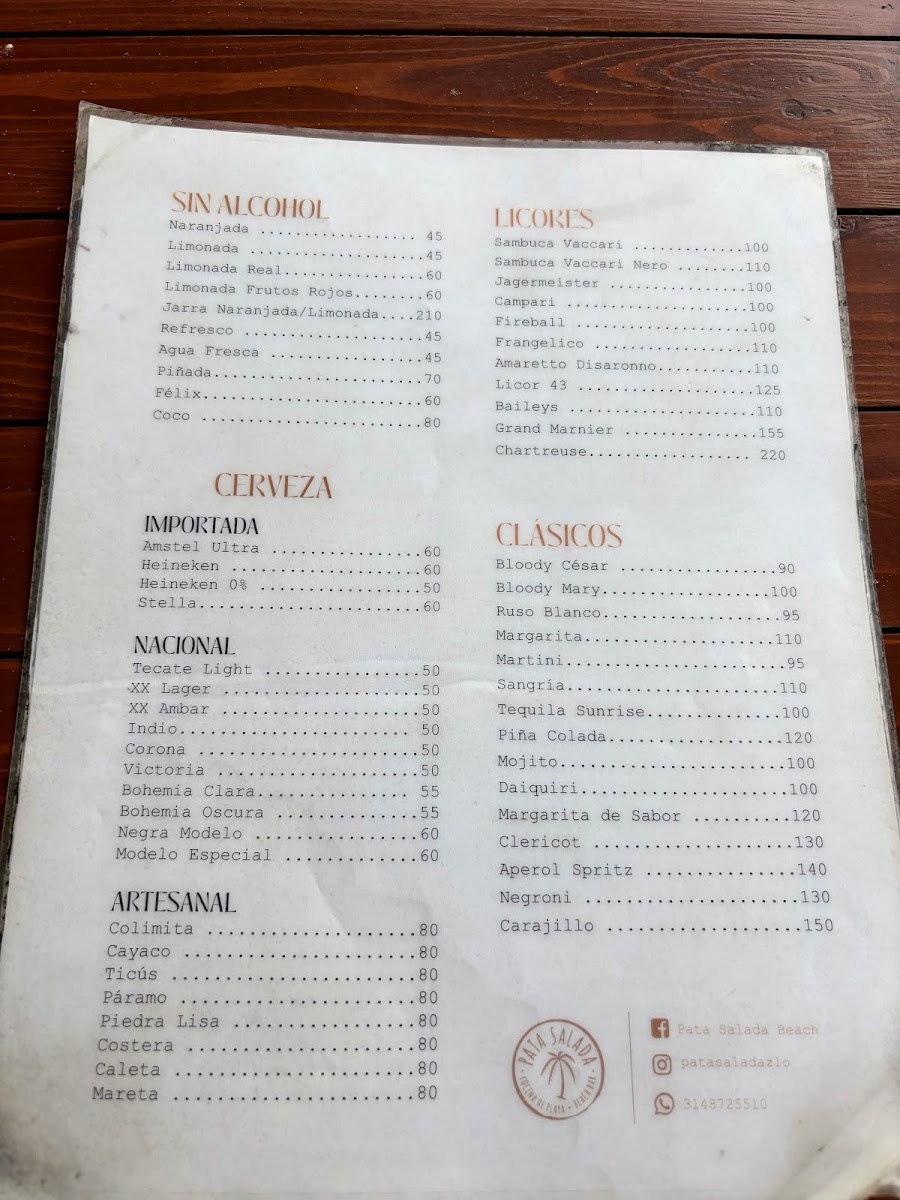 SIN ALCOHOL
Naranjada ................. 45
Limonada ...................45
Limonada Real...............60
Limonada Frutos Rojos........60
Jarra Naranjada/Limonada....210
Refresco ...................45
Agua Fresca ................45
Piñada......................70
Félix.......................60
Coco .......................80
CERVEZA
IMPORTADA
Amstel Ultra ................60
Heineken ....................60
Heineken 0% .................50
Stella.......................60
NACIONAL
Tecate Light ................50
XX Lager ....................50
XX Ambar ....................50
Indio........................ 50
Corona ......................50
Victoria ....................50
Bohemia Clara............... 55
Bohemia Oscura ..............55
Negra Modelo ................60
Modelo Especial .............60
ARTESANAL
Colimita ....................80
Cayaco ......................80
Ticús .......................80
Páramo ......................80
Piedra Lisa .................80
Costera .....................80
Caleta ......................80
Mareta ......................80
LICORES
Sambuca Vaccari ............100
Sambuca Vaccari Nero .......110
Jagermeister ...............100
Campari ....................100
Fireball ...................100
Frangelico .................110
Amaretto Disaronno..........110
Licor 43 ...................125
Baileys ....................110
Grand Marnier ..............155
Chartreuse................. 220
CLÁSICOS
Bloody César ................90
Bloody Mary.................100
Ruso Blanco..................95
Margarita...................110
Martini......................95
Sangría.....................110
Tequila Sunrise.............100
Piña Colada.................120
Mojito......................100
Daiquiri....................100
Margarita de Sabor ..........120
Clericot ...................130
Aperol Spritz ..............140
Negroni ....................130
Carajillo ..................150
PATA SALADA
COCINA DE PLAYA • BEACH BAR •
Pata Salada Beach
patasaladazlo
3148725510